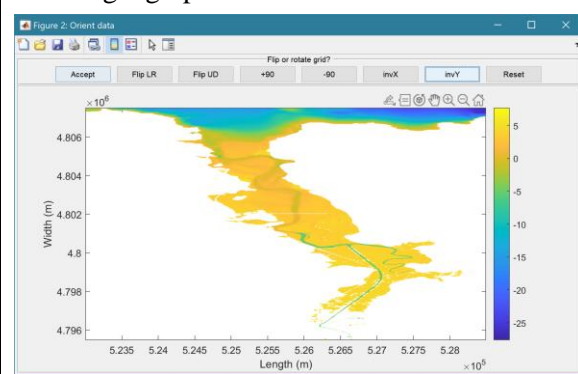 Figure 2: Orient data
Flip or rotate grid?
Accept Flip LR Flip UD +90 -90 invX invY Reset
×10⁶
4.806
4.804
4.802
4.8
4.798
4.796
Width (m)
5.235 5.24 5.245 5.25 5.255 5.26 5.265 5.27 5.275 5.28
Length (m)
×10⁵
5
0
-5
-10
-15
-20
-25